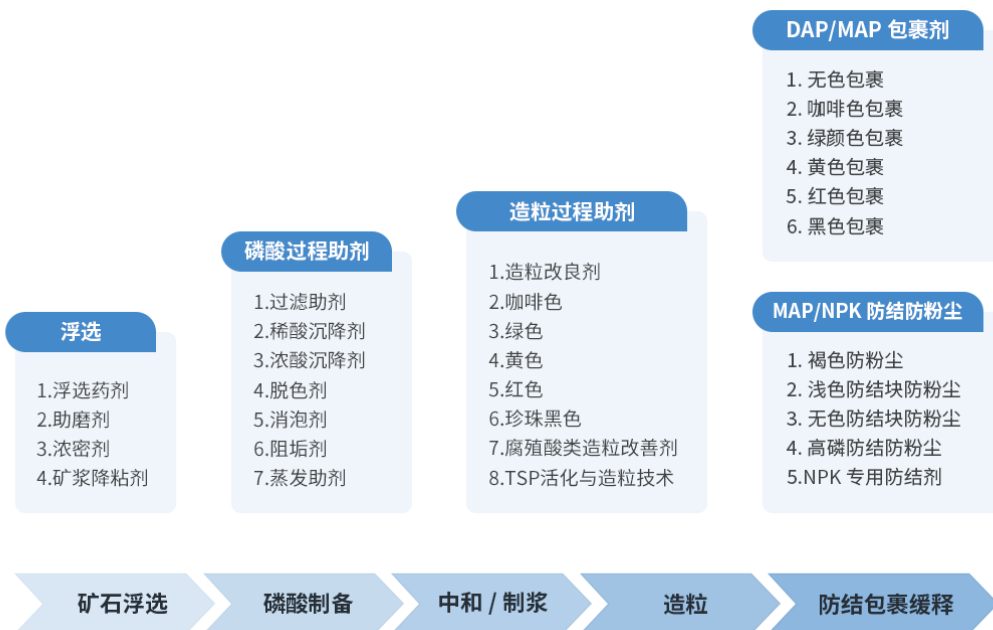 浮选
1.浮选药剂
2.助磨剂
3.浓密剂
4.矿浆降粘剂
磷酸过程助剂
1.过滤助剂
2.稀酸沉降剂
3.浓酸沉降剂
4.脱色剂
5.消泡剂
6.阻垢剂
7.蒸发助剂
造粒过程助剂
1.造粒改良剂
2.咖啡色
3.绿色
4.黄色
5.红色
6.珍珠黑色
7.腐殖酸类造粒改善剂
8.TSP活化与造粒技术
DAP/MAP 包裹剂
1. 无色包裹
2. 咖啡色包裹
3. 绿颜色包裹
4. 黄色包裹
5. 红色包裹
6. 黑色包裹
MAP/NPK 防结防粉尘
1. 褐色防粉尘
2. 浅色防结块防粉尘
3. 无色防结块防粉尘
4. 高磷防结防粉尘
5.NPK 专用防结剂
矿石浮选
磷酸制备
中和 / 制浆
造粒
防结包裹缓释